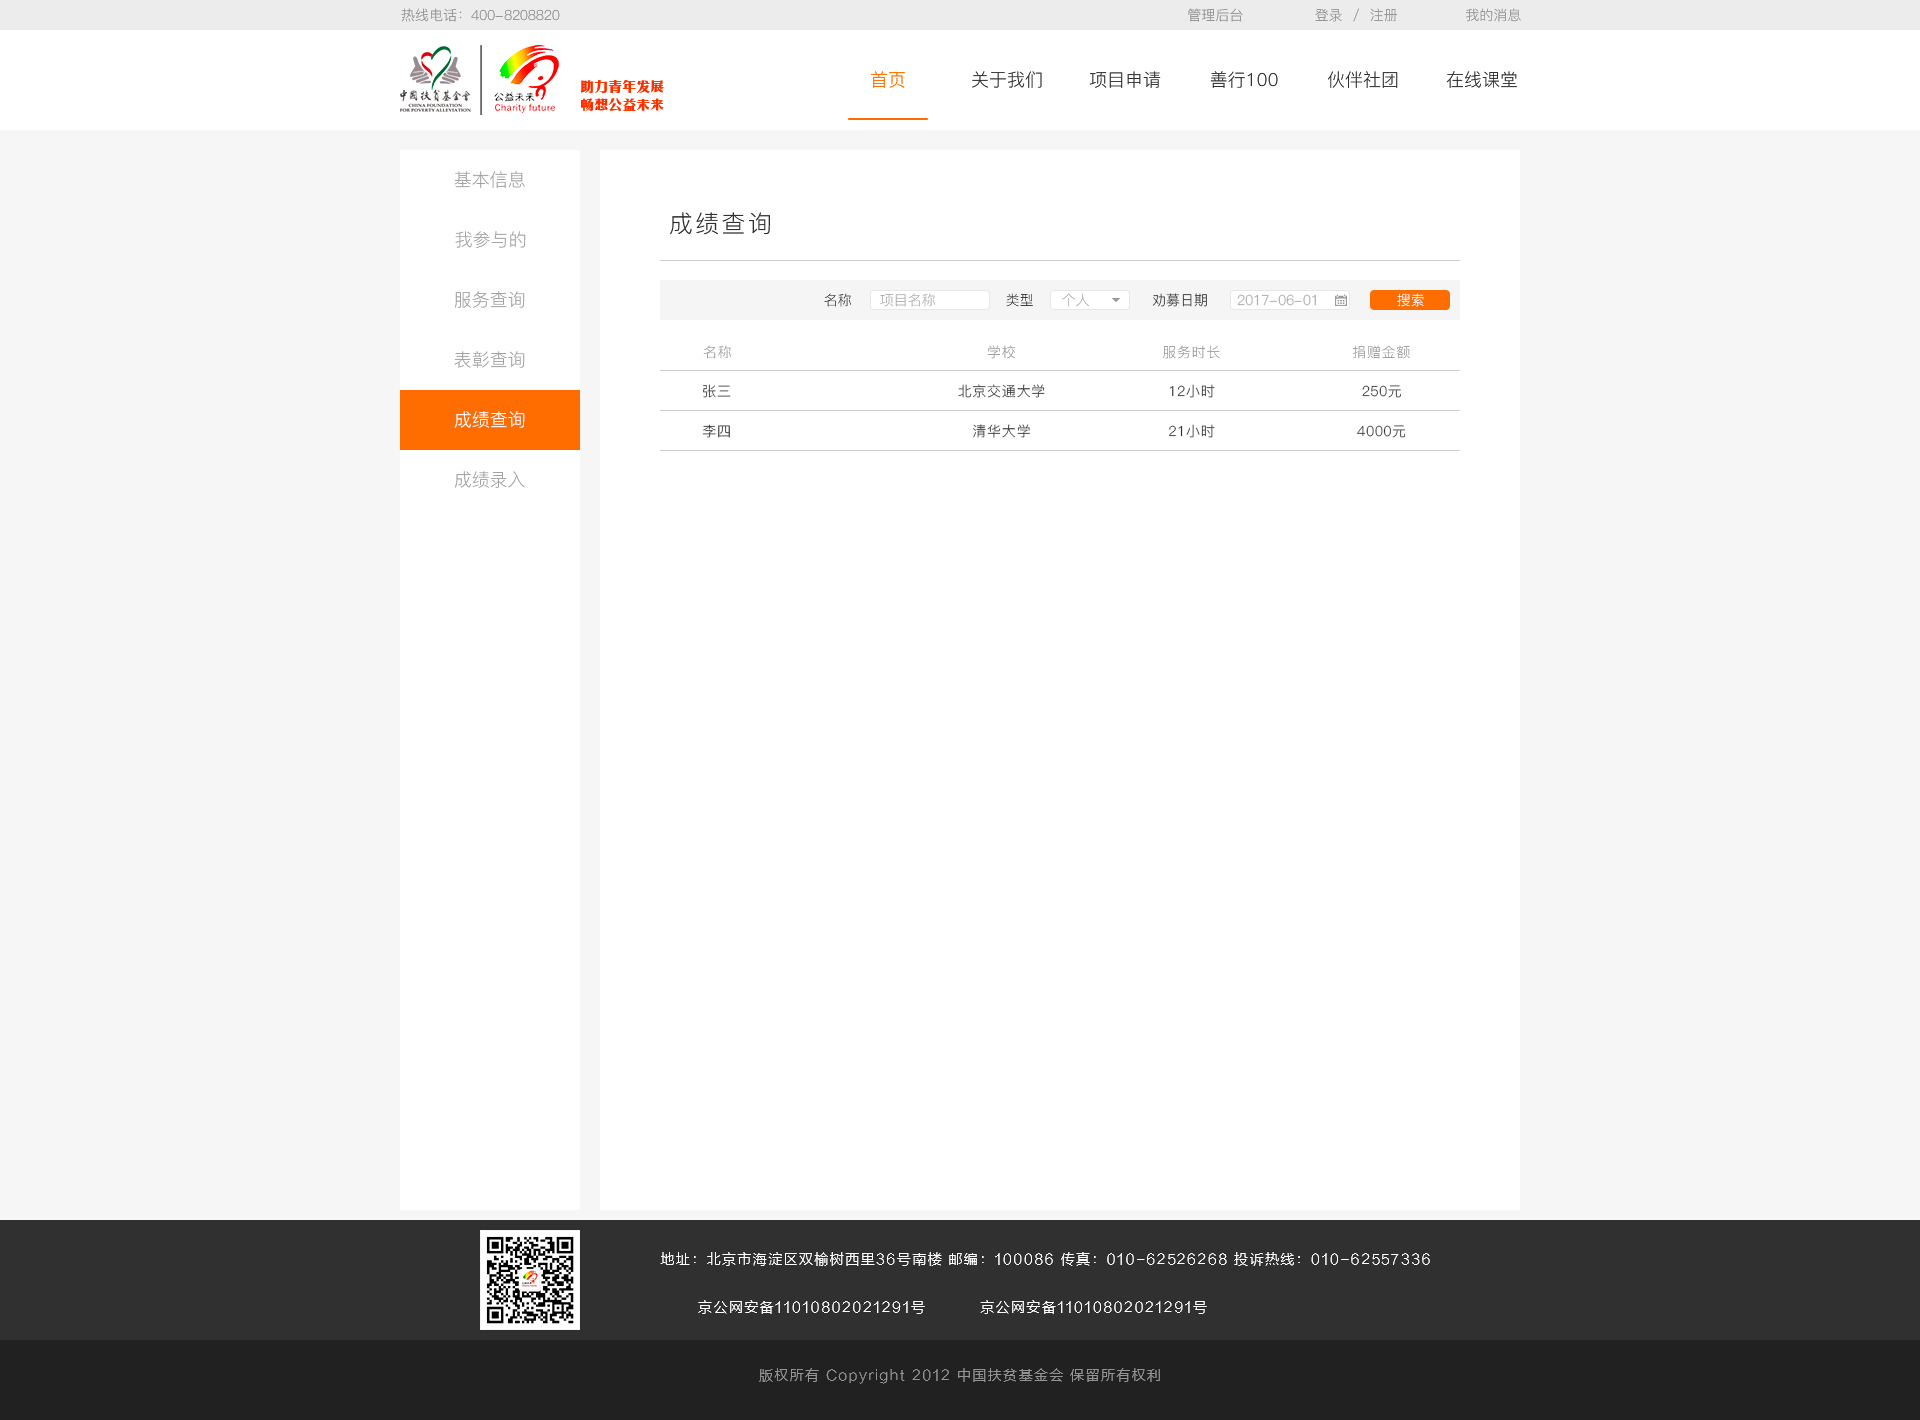 热线电话：400-8208820 管理后台 登录 / 注册 我的消息
中国扶贫基金会
CHINA FOUNDATION
FOR POVERTY ALLEVIATION
公益未来
Charity future
助力青年发展
畅想公益未来
首页 关于我们 项目申请 善行100 伙伴社团 在线课堂
基本信息
我参与的
服务查询
表彰查询
成绩查询
成绩录入
成绩查询
名称 项目名称 类型 个人 劝募日期 2017-06-01 搜索
名称 学校 服务时长 捐赠金额
张三 北京交通大学 12小时 250元
李四 清华大学 21小时 4000元
地址：北京市海淀区双榆树西里36号南楼 邮编：100086 传真：010-62526268 投诉热线：010-62557336
京公网安备11010802021291号 京公网安备11010802021291号
版权所有 Copyright 2012 中国扶贫基金会 保留所有权利